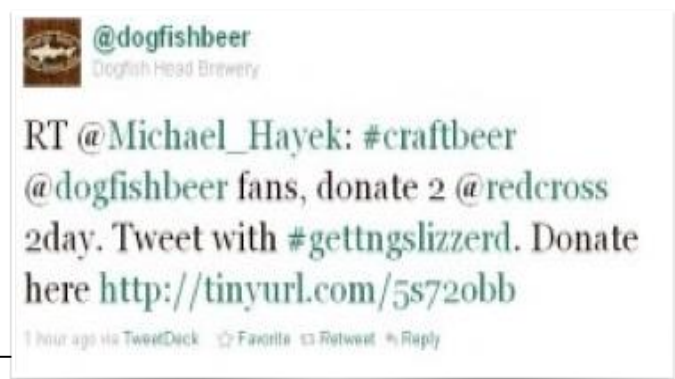 @dogfishbeer
Dogfish Head Brewery
RT @Michael_Hayek: #craftbeer
@dogfishbeer fans, donate 2 @redcross
2day. Tweet with #gettngslizzerd. Donate
here http://tinyurl.com/5s720bb
1 hour ago via TweetDeck Favorite Retweet Reply